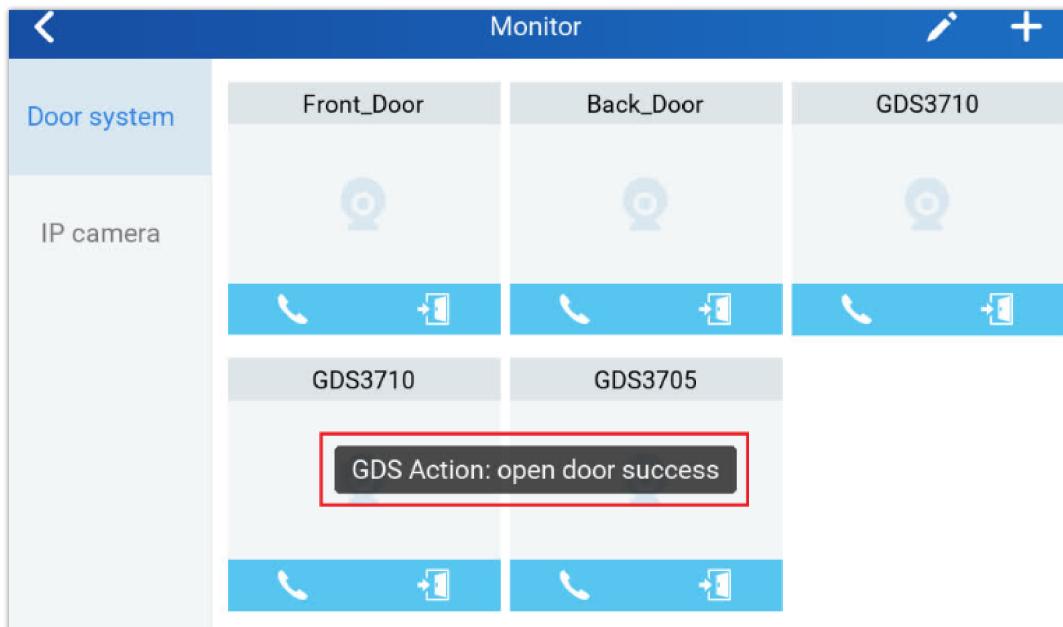 Monitor
Door system
IP camera
Front_Door
Back_Door
GDS3710
GDS3710
GDS3705
GDS Action: open door success